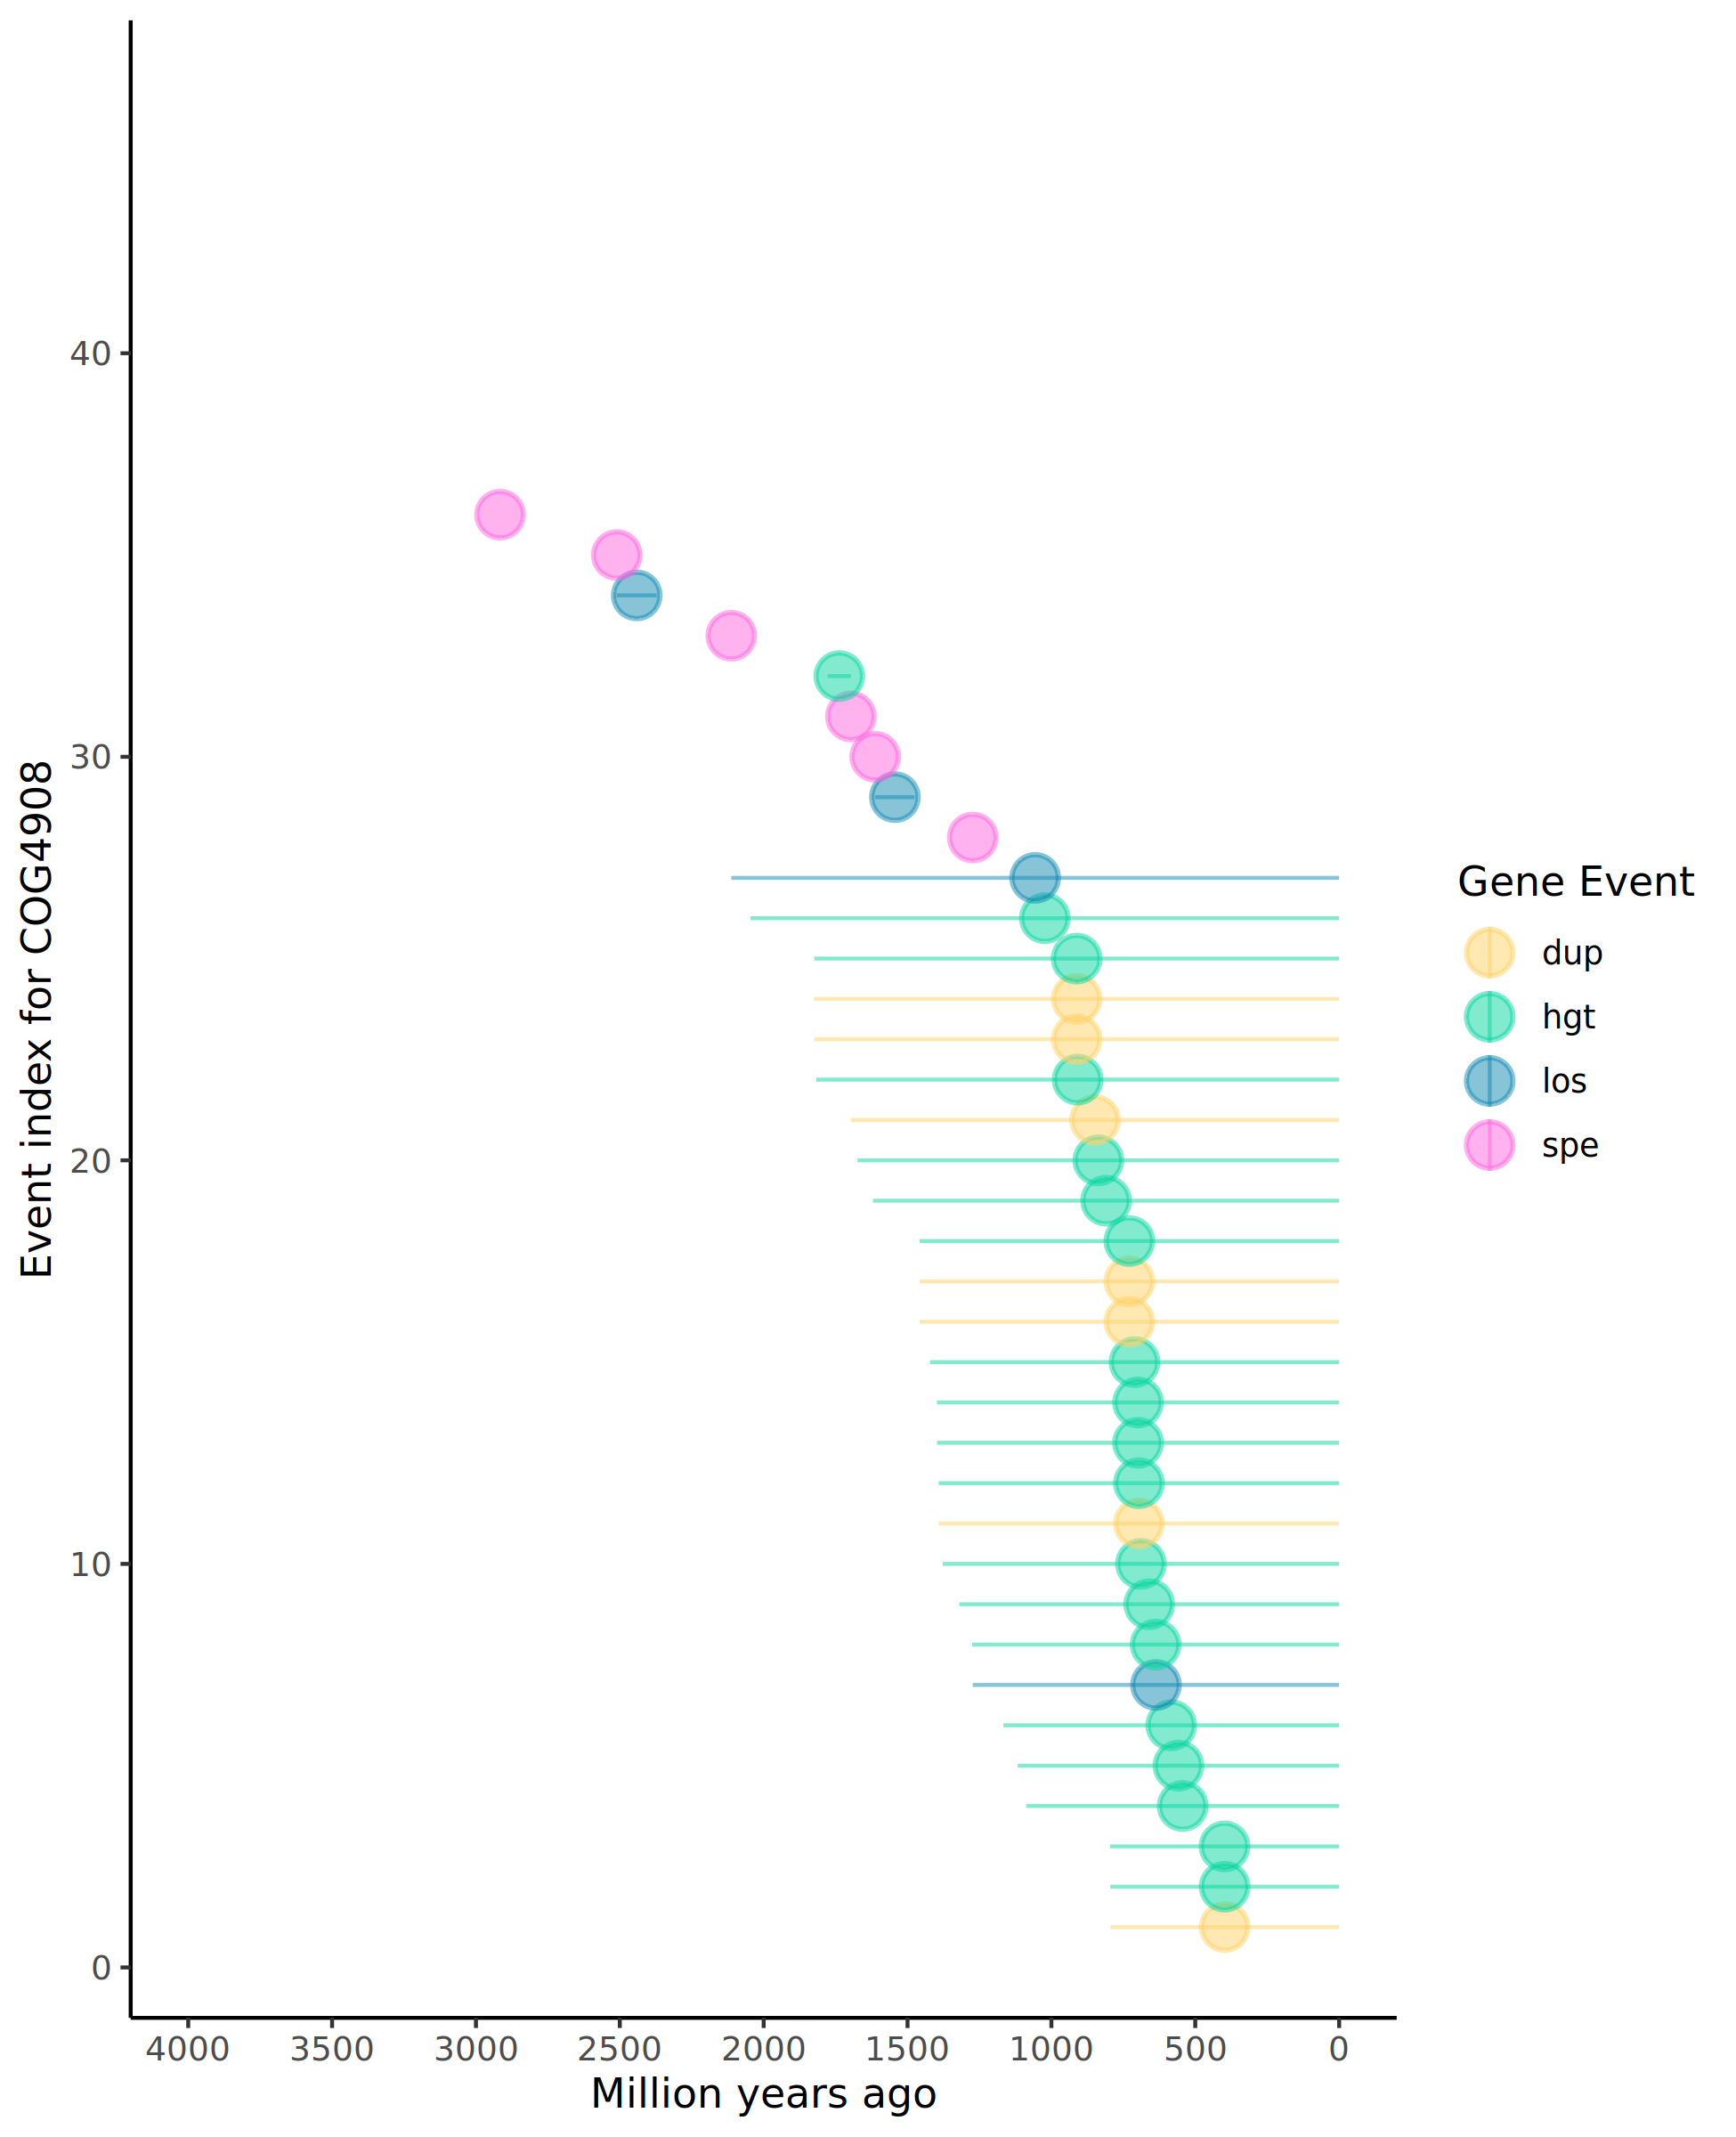 Event index for COG4908
40
30
20
10
0
4000 3500 3000 2500 2000 1500 1000 500 0
Million years ago
Gene Event
dup
hgt
los
spe